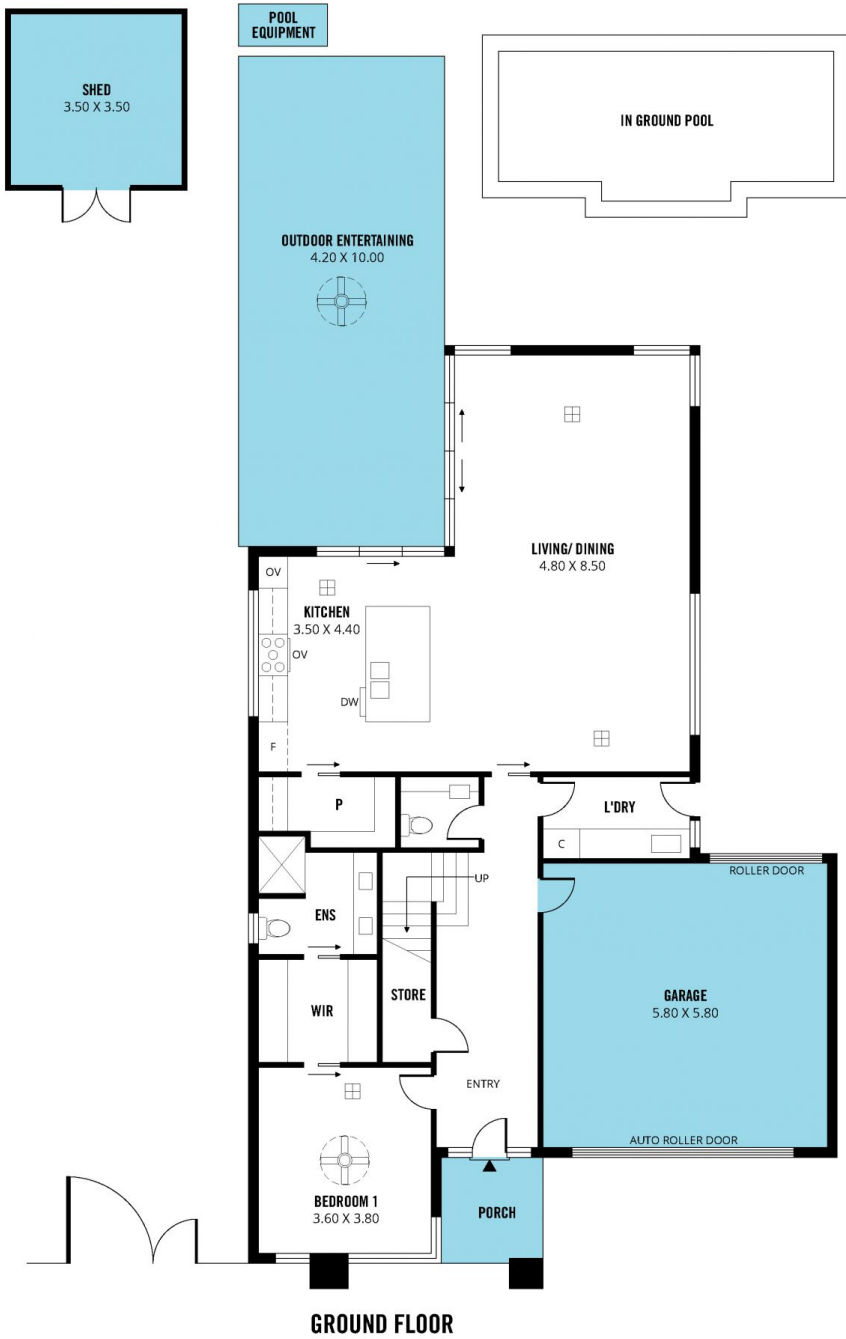 POOL
EQUIPMENT
SHED
3.50 X 3.50
IN GROUND POOL
OUTDOOR ENTERTAINING
4.20 X 10.00
LIVING/ DINING
4.80 X 8.50
OV
KITCHEN
3.50 X 4.40
OV
DW
F
P
L'DRY
C
ROLLER DOOR
UP
ENS
STORE
WIR
GARAGE
5.80 X 5.80
ENTRY
AUTO ROLLER DOOR
BEDROOM 1
3.60 X 3.80
PORCH
GROUND FLOOR